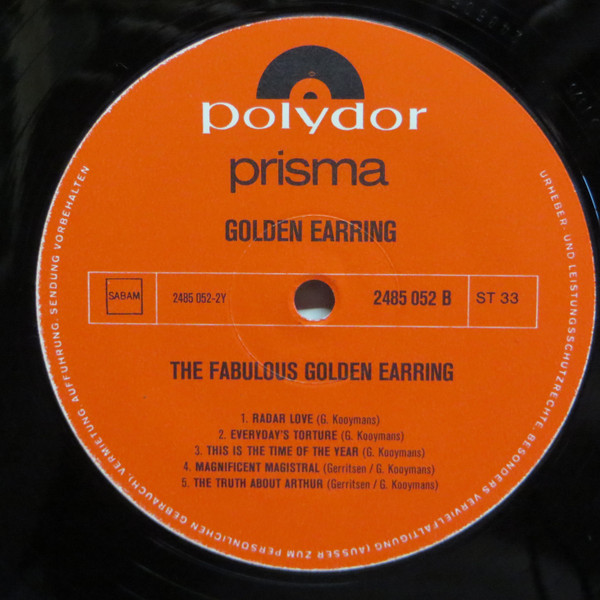 polydor
prisma
GOLDEN EARRING
SABAM
2485 052-2Y
2485 052 B
ST 33
THE FABULOUS GOLDEN EARRING
1. RADAR LOVE (G. Kooymans)
2. EVERYDAY'S TORTURE (G. Kooymans)
3. THIS IS THE TIME OF THE YEAR (G. Kooymans)
4. MAGNIFICENT MAGISTRAL (Gerritsen / G. Kooymans)
5. THE TRUTH ABOUT ARTHUR (Gerritsen / G. Kooymans)
URHEBER- UND LEISTUNGSSCHUTZRECHTE, BESONDERS VERVIELFALTIGUNG (AUSSER ZUM PERSÖNLICHEN GEBRAUCH), VERMIETUNG AUFFÜHRUNG, SENDUNG VORBEHALTEN